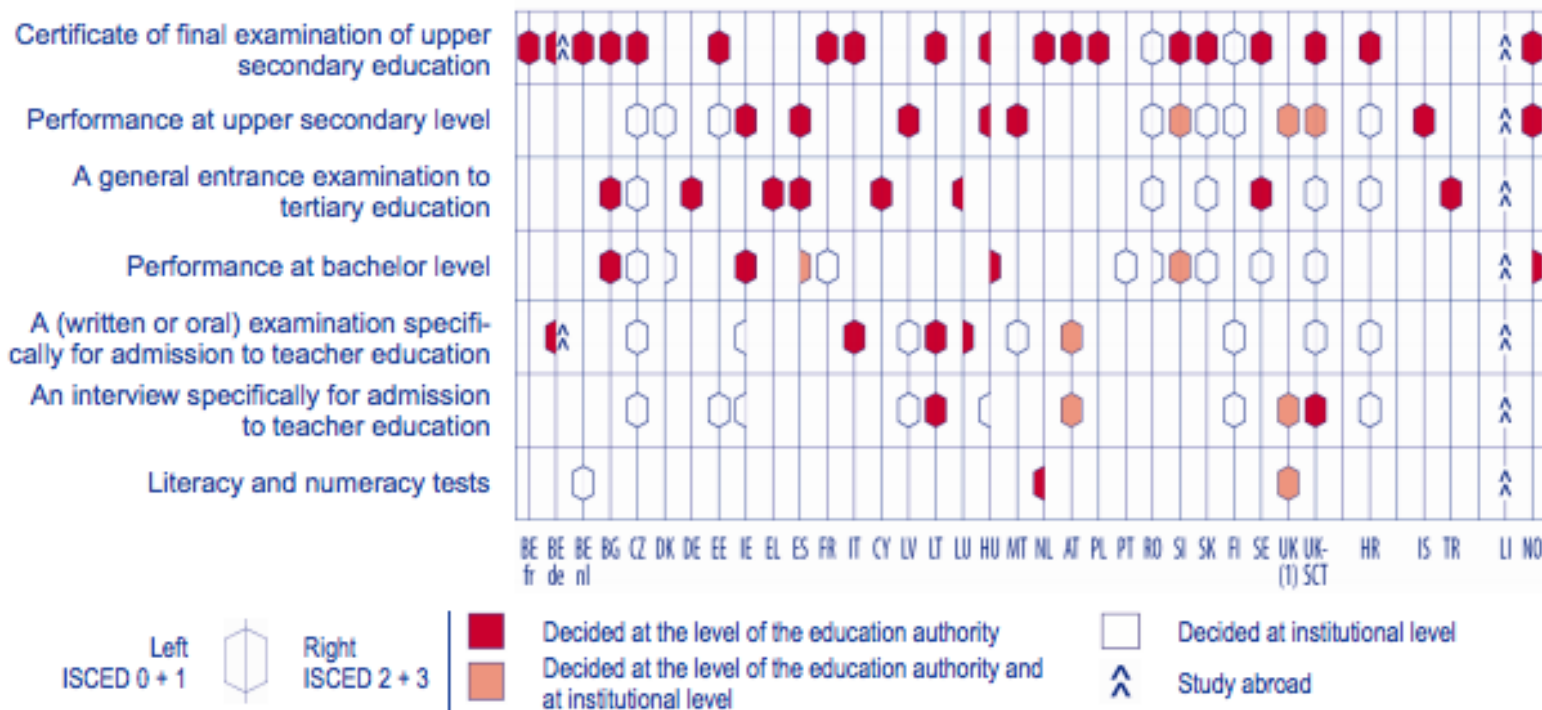 Certificate of final examination of upper
secondary education
Performance at upper secondary level
A general entrance examination to
tertiary education
Performance at bachelor level
A (written or oral) examination specifi-
cally for admission to teacher education
An interview specifically for admission
to teacher education
Literacy and numeracy tests
BE BE BE BG CZ DK DE EE IE EL ES FR IT CY LV LT LU HU MT NL AT PL PT RO SI SK FI SE UK UK- HR IS TR LI NO
fr de nl (1) SCT
Left Right
ISCED 0 + 1 ISCED 2 + 3
Decided at the level of the education authority
Decided at the level of the education authority and
at institutional level
Decided at institutional level
Study abroad